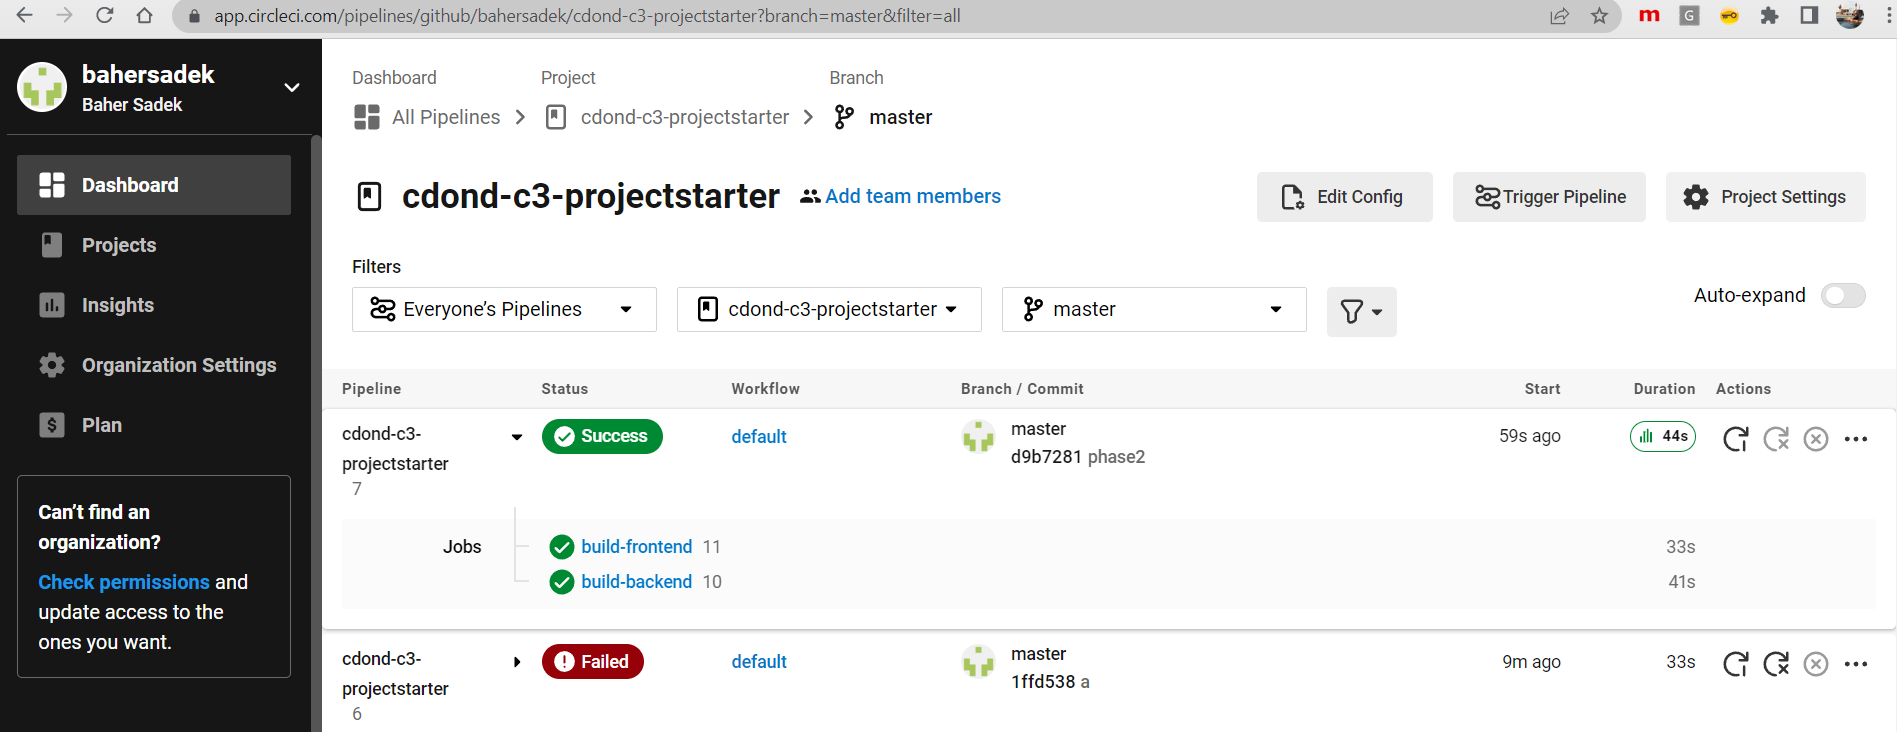 app.circleci.com/pipelines/github/bahersadek/cdond-c3-projectstarter?branch=master&filter=all
m
G
bahersadek
Baher Sadek
Dashboard
Projects
Insights
Organization Settings
$
Plan
Can't find an
organization?
Check permissions and
update access to the
ones you want.
Dashboard Project Branch
All Pipelines cdond-c3-projectstarter master
cdond-c3-projectstarter Add team members Edit Config Trigger Pipeline Project Settings
Filters
Everyone’s Pipelines cdond-c3-projectstarter master Auto-expand
Pipeline Status Workflow Branch / Commit Start Duration Actions
cdond-c3-
projectstarter
7
Success default
master
d9b7281 phase2
59s ago 44s
Jobs build-frontend 11 33s
build-backend 10 41s
cdond-c3-
projectstarter
6
Failed default
master
1ffd538 a
9m ago 33s